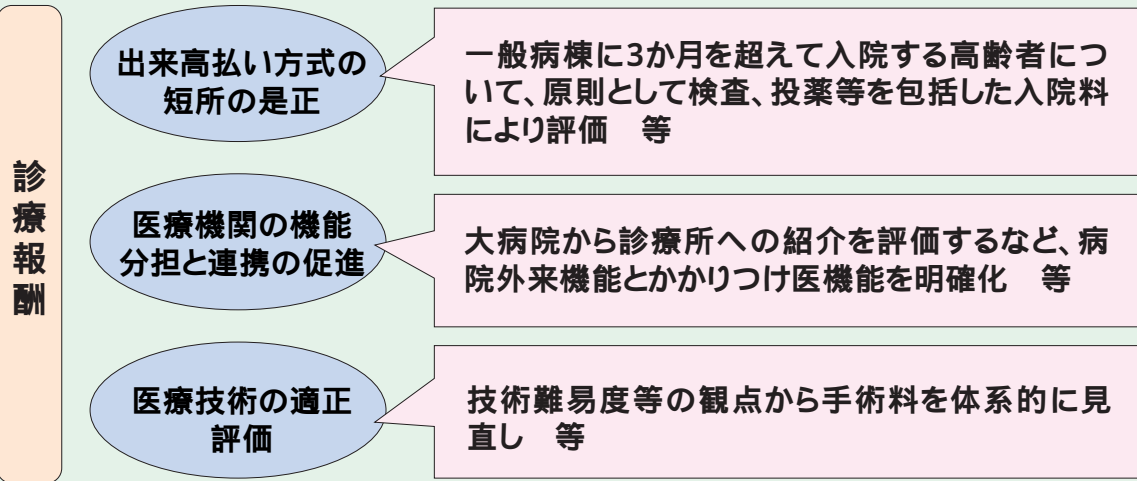 診療報酬
出来高払い方式の
短所の是正
一般病棟に3か月を超えて入院する高齢者につ
いて、原則として検査、投薬等を包括した入院料
により評価　等
医療機関の機能
分担と連携の促進
大病院から診療所への紹介を評価するなど、病
院外来機能とかかりつけ医機能を明確化　等
医療技術の適正
評価
技術難易度等の観点から手術料を体系的に見
直し　等